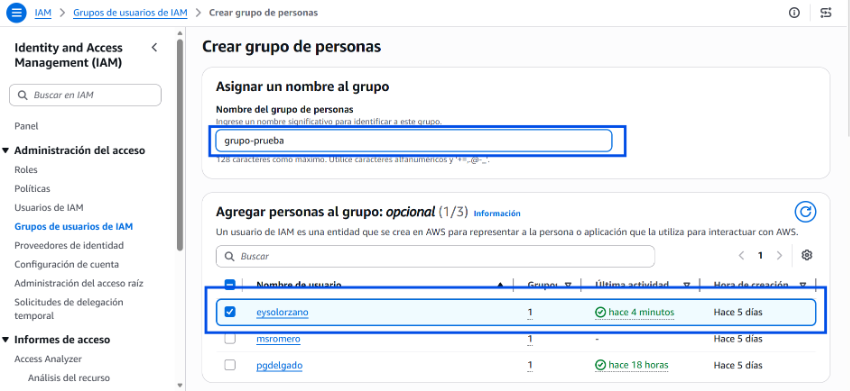 IAM > Grupos de usuarios de IAM > Crear grupo de personas
Identity and Access
Management (IAM)
Buscar en IAM
Panel
Administración del acceso
Roles
Políticas
Usuarios de IAM
Grupos de usuarios de IAM
Proveedores de identidad
Configuración de cuenta
Administración del acceso raíz
Solicitudes de delegación
temporal
Informes de acceso
Access Analyzer
Análisis del recurso
Crear grupo de personas
Asignar un nombre al grupo
Nombre del grupo de personas
Ingrese un nombre significativo para identificar a este grupo.
grupo-prueba
128 caracteres como máximo. Utilice caracteres alfanuméricos y '+=,.@-_'.
Agregar personas al grupo: opcional (1/3) Información
Un usuario de IAM es una entidad que se crea en AWS para representar a la persona o aplicación que la utiliza para interactuar con AWS.
Buscar
1
Nombre de usuario Grupos Última actividad Hora de creación
eysolorzano 1 hace 4 minutos Hace 5 días
msromero 1 - Hace 5 días
pgdelgado 1 hace 18 horas Hace 5 días